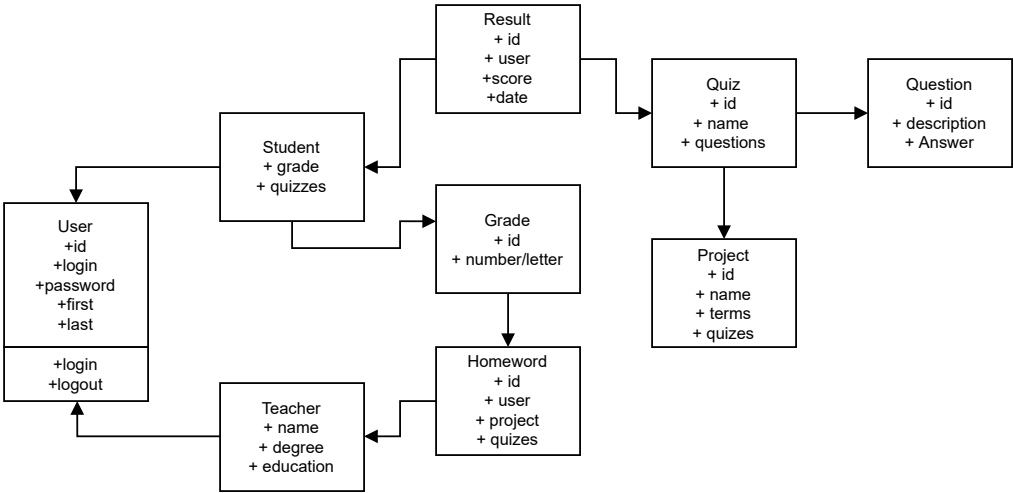 Result
+ id
+ user
+score
+date
Quiz
+ id
+ name
+ questions
Question
+ id
+ description
+ Answer
Student
+ grade
+ quizzes
Grade
+ id
+ number/letter
User
+id
+login
+password
+first
+last
+login
+logout
Project
+ id
+ name
+ terms
+ quizes
Homeword
+ id
+ user
+ project
+ quizes
Teacher
+ name
+ degree
+ education